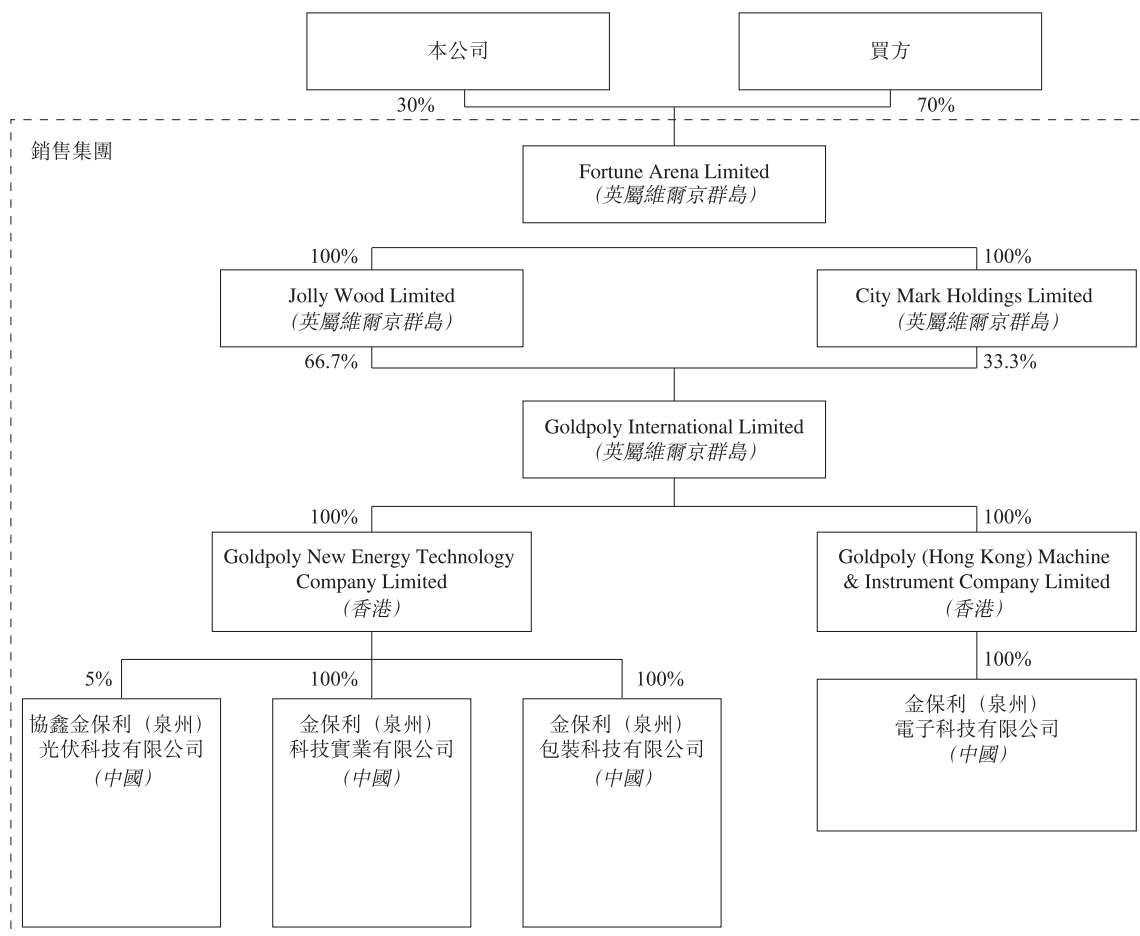 本公司
買方
30%
70%
銷售集團
Fortune Arena Limited
（英屬維爾京群島）
100%
100%
Jolly Wood Limited
（英屬維爾京群島）
City Mark Holdings Limited
（英屬維爾京群島）
66.7%
33.3%
Goldpoly International Limited
（英屬維爾京群島）
100%
100%
Goldpoly New Energy Technology
Company Limited
（香港）
Goldpoly (Hong Kong) Machine
& Instrument Company Limited
（香港）
5%
100%
100%
100%
協鑫金保利（泉州）
光伏科技有限公司
（中國）
金保利（泉州）
科技實業有限公司
（中國）
金保利（泉州）
包裝科技有限公司
（中國）
金保利（泉州）
電子科技有限公司
（中國）